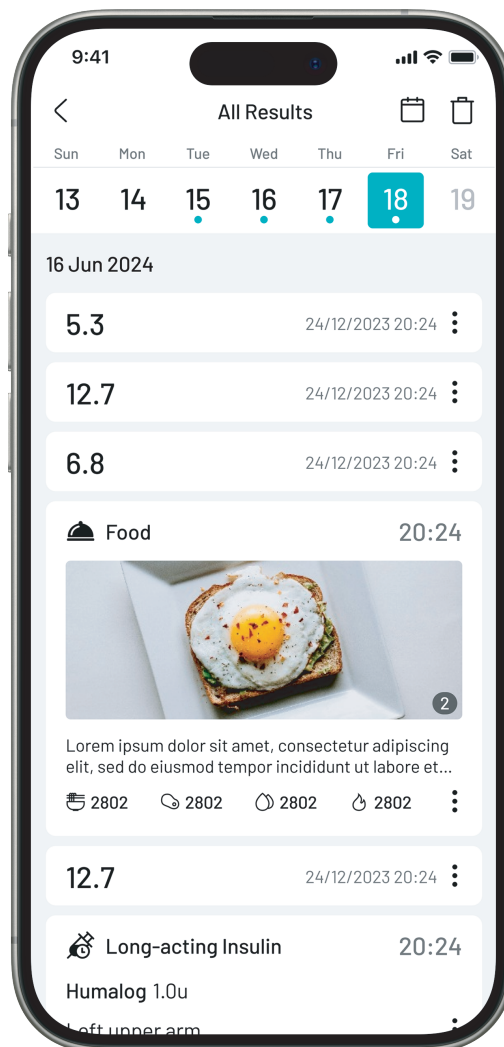 9:41
All Results
Sun Mon Tue Wed Thu Fri Sat
13 14 15 16 17 18 19
16 Jun 2024
5.3 24/12/2023 20:24
12.7 24/12/2023 20:24
6.8 24/12/2023 20:24
Food 20:24
2
Lorem ipsum dolor sit amet, consectetur adipiscing
elit, sed do eiusmod tempor incididunt ut labore et...
2802 2802 2802 2802
12.7 24/12/2023 20:24
Long-acting Insulin 20:24
Humalog 1.0u
Left upper arm